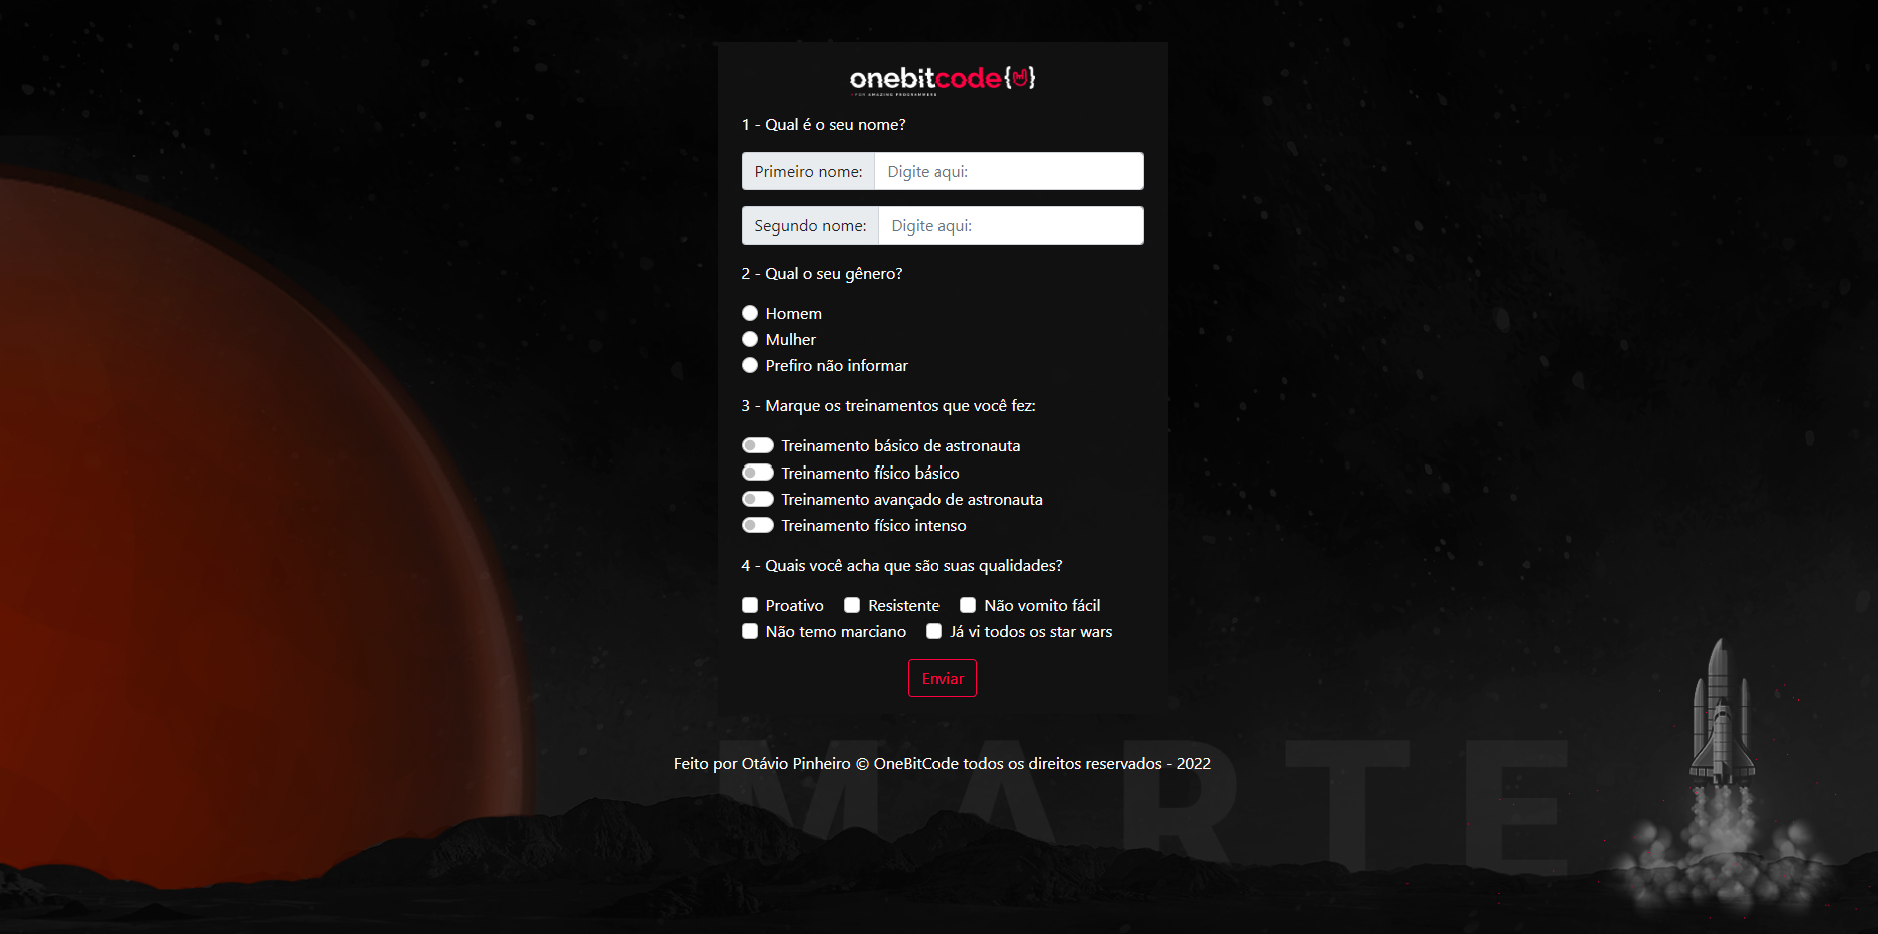 onebitcode{}
# FOR AMAZING PROGRAMMERS
1 - Qual é o seu nome?
Primeiro nome: Digite aqui:
Segundo nome: Digite aqui:
2 - Qual o seu gênero?
Homem
Mulher
Prefiro não informar
3 - Marque os treinamentos que você fez:
Treinamento básico de astronauta
Treinamento físico básico
Treinamento avançado de astronauta
Treinamento físico intenso
4 - Quais você acha que são suas qualidades?
Proativo Resistente Não vomito fácil
Não temo marciano Já vi todos os star wars
Enviar
Feito por Otávio Pinheiro © OneBitCode todos os direitos reservados - 2022
MARTE